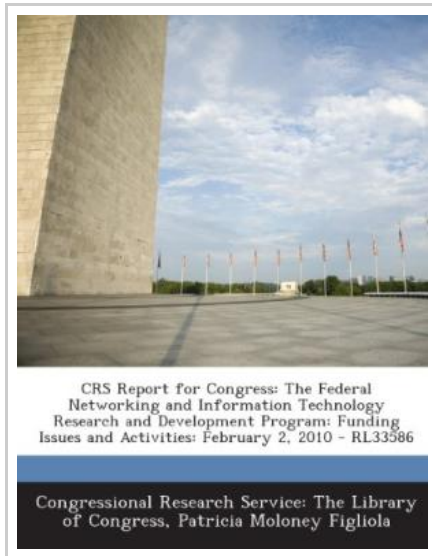 CRS Report for Congress: The Federal
Networking and Information Technology
Research and Development Program: Funding
Issues and Activities: February 2, 2010 - RL33586
Congressional Research Service: The Library
of Congress, Patricia Moloney Figliola